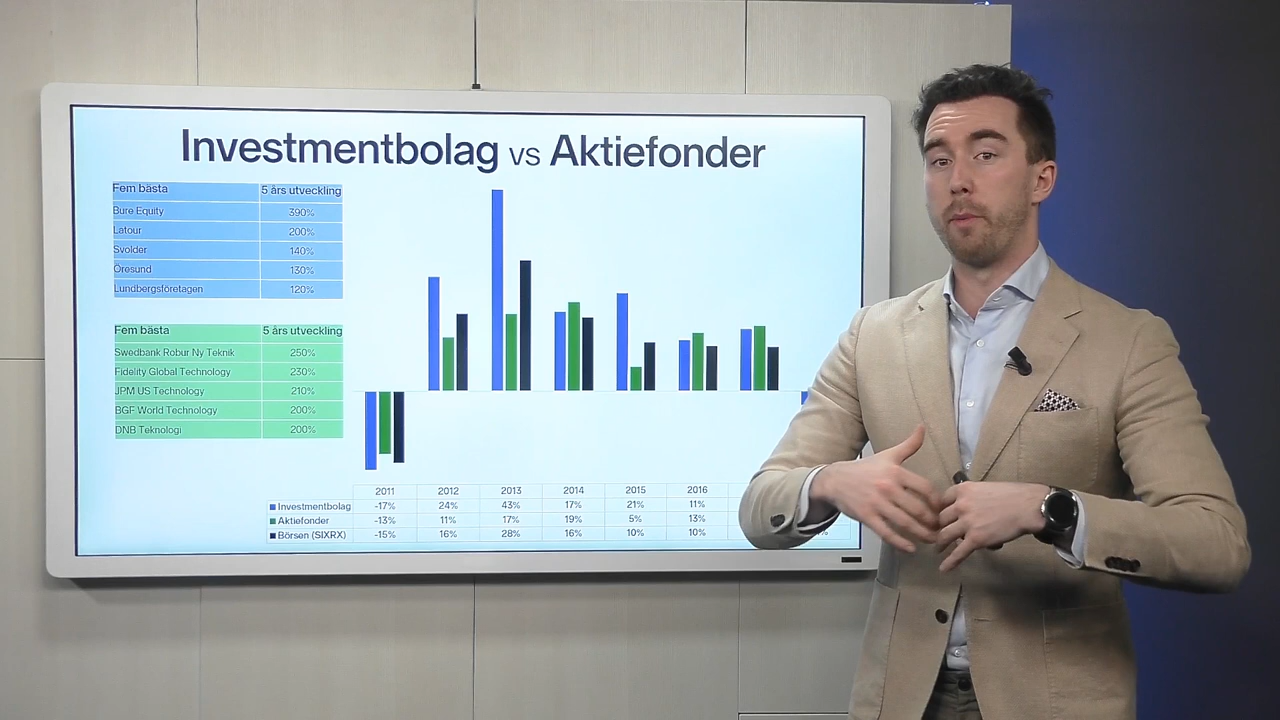 Investmentbolag vs Aktiefonder
Fem bästa 5 års utveckling
Bure Equity 390%
Latour 200%
Svolder 140%
Öresund 130%
Lundbergsföretagen 120%
Fem bästa 5 års utveckling
Swedbank Robur Ny Teknik 250%
Fidelity Global Technology 230%
JPM US Technology 210%
BGF World Technology 200%
DNB Teknologi 200%
2011 2012 2013 2014 2015 2016
Investmentbolag -17% 24% 43% 17% 21% 11%
Aktiefonder -13% 11% 17% 19% 5% 13%
Börsen (SIXRX) -15% 16% 28% 16% 10% 10%